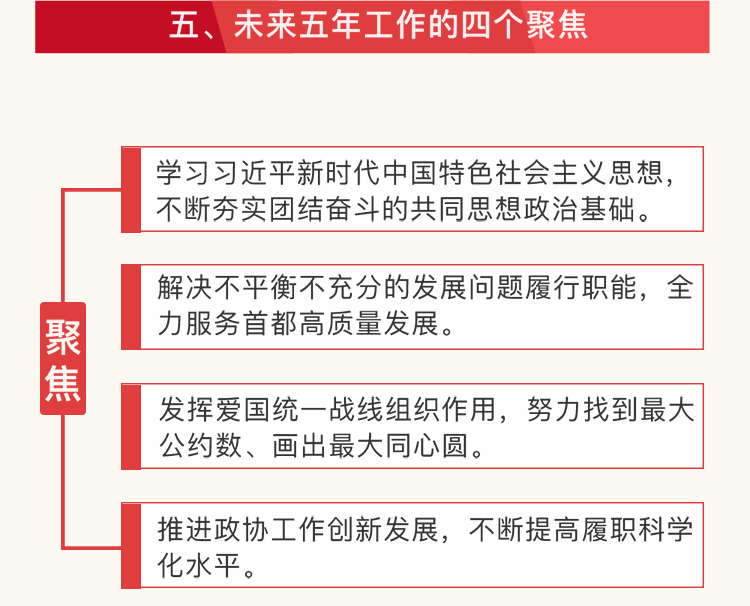 五、未来五年工作的四个聚焦
学习习近平新时代中国特色社会主义思想，
不断夯实团结奋斗的共同思想政治基础。
解决不平衡不充分的发展问题履行职能，全
力服务首都高质量发展。
聚
焦
发挥爱国统一战线组织作用，努力找到最大
公约数、画出最大同心圆。
推进政协工作创新发展，不断提高履职科学
化水平。